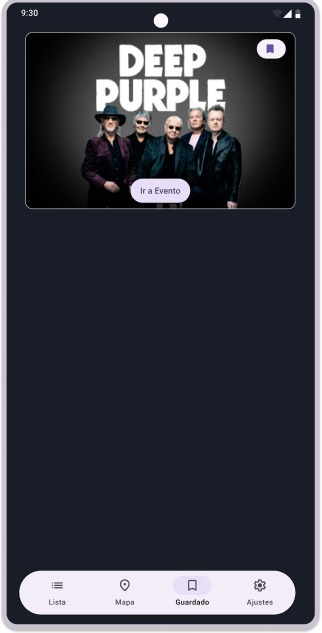 9:30
DEEP
PURPLE
Ir a Evento
Lista
Mapa
Guardado
Ajustes